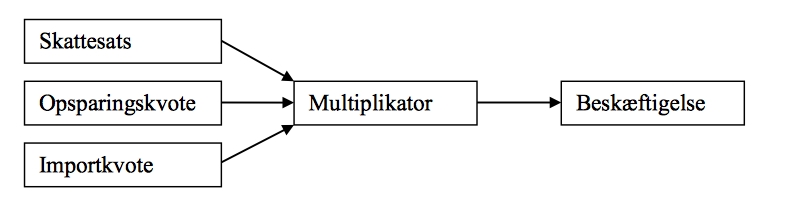 Skattesats
Opsparingskvote
Multiplikator
Beskæftigelse
Importkvote